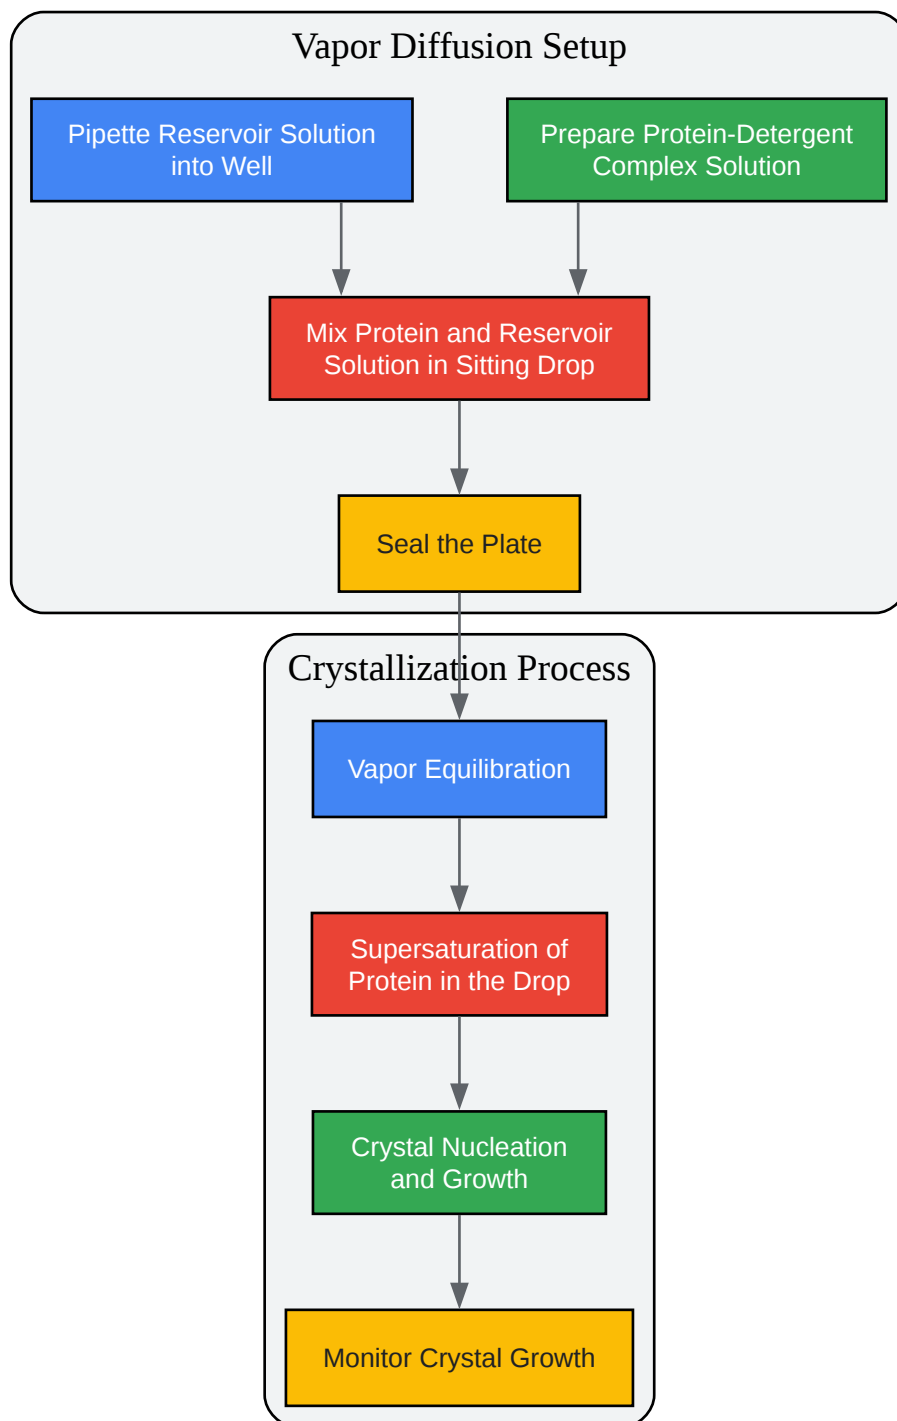 Vapor Diffusion Setup
Pipette Reservoir Solution
into Well
Prepare Protein-Detergent
Complex Solution
Mix Protein and Reservoir
Solution in Sitting Drop
Seal the Plate
Crystallization Process
Vapor Equilibration
Supersaturation of
Protein in the Drop
Crystal Nucleation
and Growth
Monitor Crystal Growth